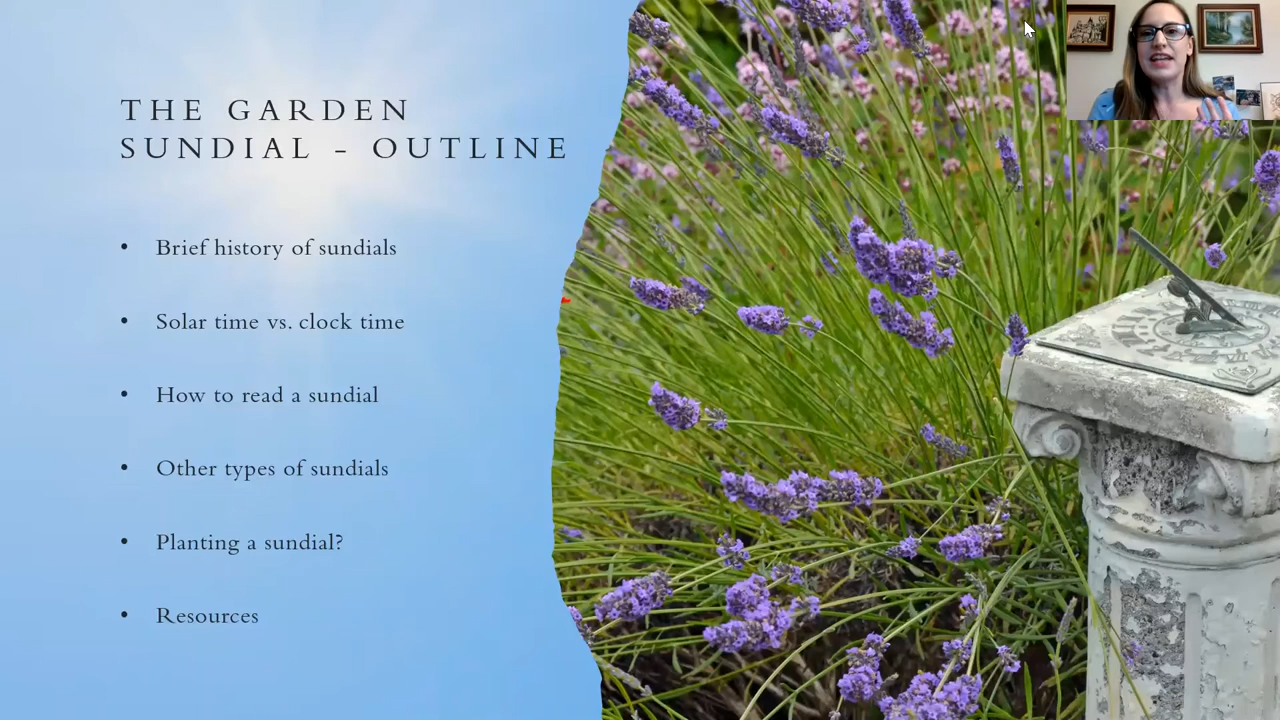 THE GARDEN
SUNDIAL - OUTLINE
• Brief history of sundials
• Solar time vs. clock time
• How to read a sundial
• Other types of sundials
• Planting a sundial?
• Resources